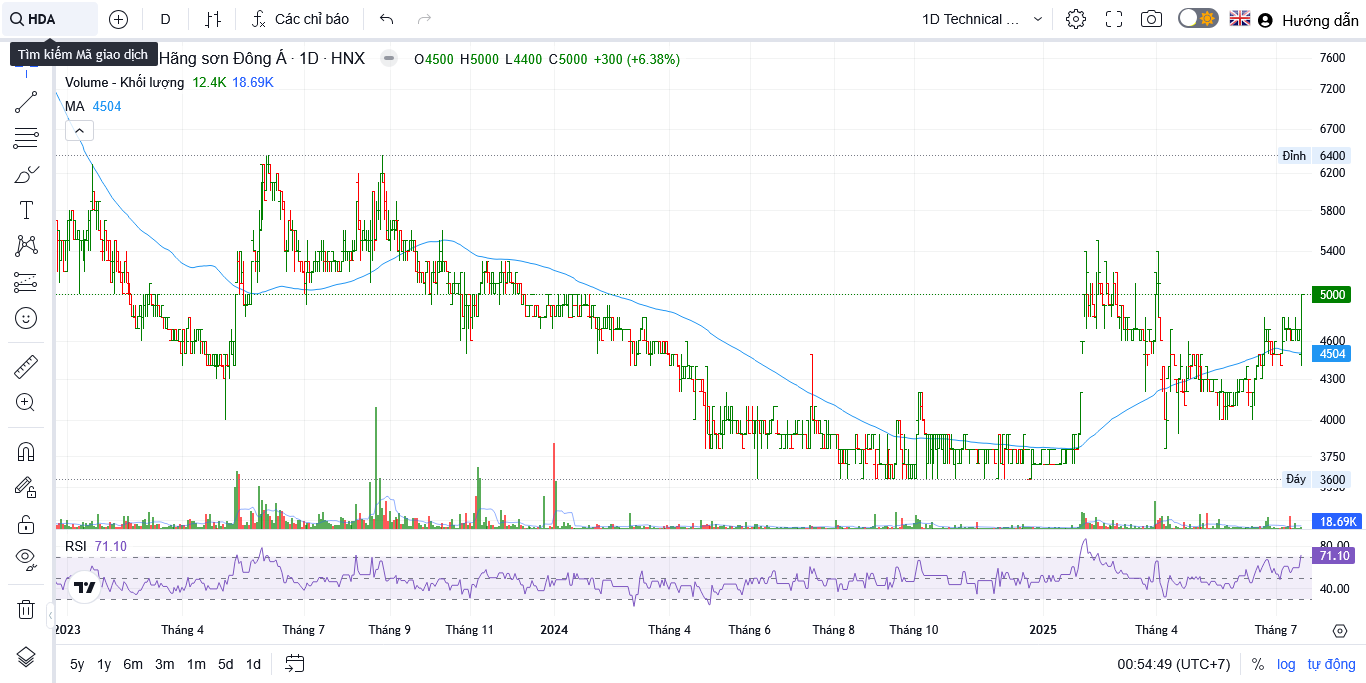 HDA
D
Các chỉ báo
1D Technical ...
Hướng dẫn
Tìm kiếm Mã giao dịch
Hãng sơn Đông Á · 1D · HNX
O4500 H5000 L4400 C5000 +300 (+6.38%)
Volume - Khối lượng 12.4K 18.69K
MA 4504
7600
7200
6700
Đỉnh 6400
6200
5800
5400
5000
4600
4504
4300
4000
3750
Đáy 3600
18.69K
RSI 71.10
80.00
71.10
40.00
2023 Tháng 4 Tháng 7 Tháng 9 Tháng 11 2024 Tháng 4 Tháng 6 Tháng 8 Tháng 10 2025 Tháng 4 Tháng 7
5y 1y 6m 3m 1m 5d 1d
00:54:49 (UTC+7) % log tự động